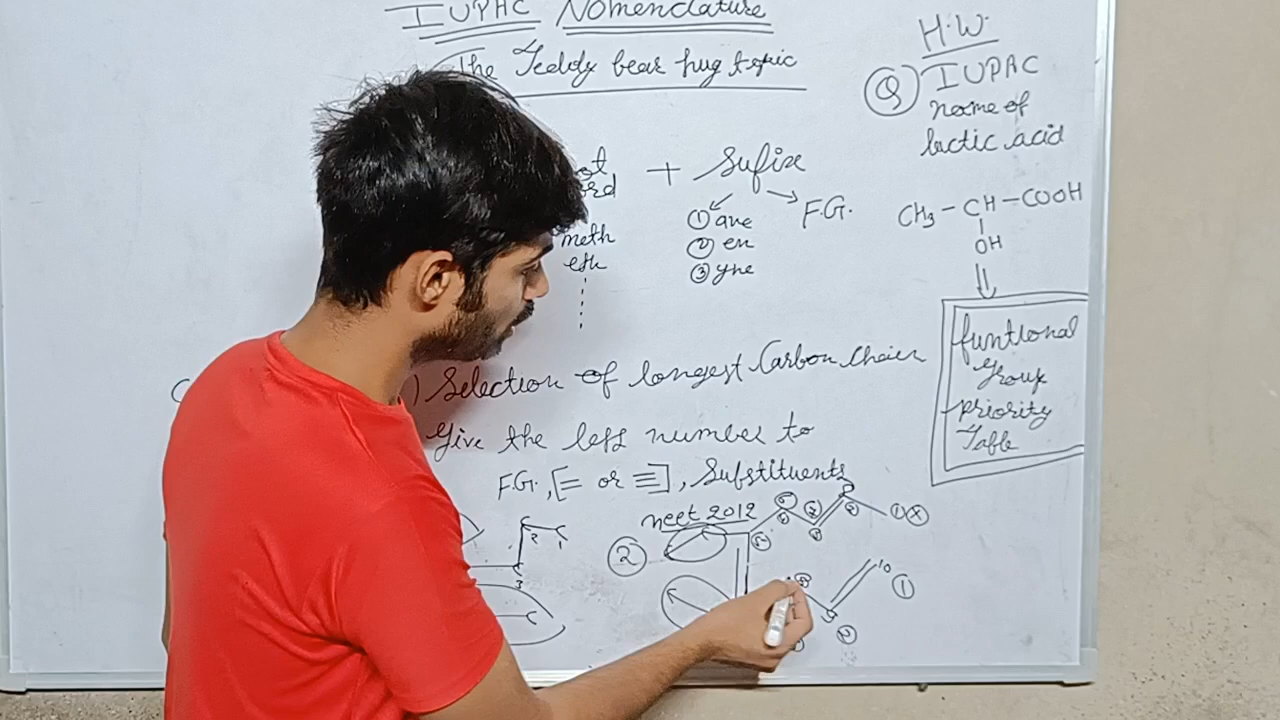 IUPAC Nomenclature
The Teddy bear hug topic
+ Sufix
① ane
② en
③ yne
F.G.
meth
eth
) Selection of longest Carbon Chain
Give the less number to
F.G., [= or ≡], Substituents
neet 2012
②
H.W.
Q IUPAC
name of
lactic acid
CH3 - CH - COOH
OH
funtional
Group
priority
Table